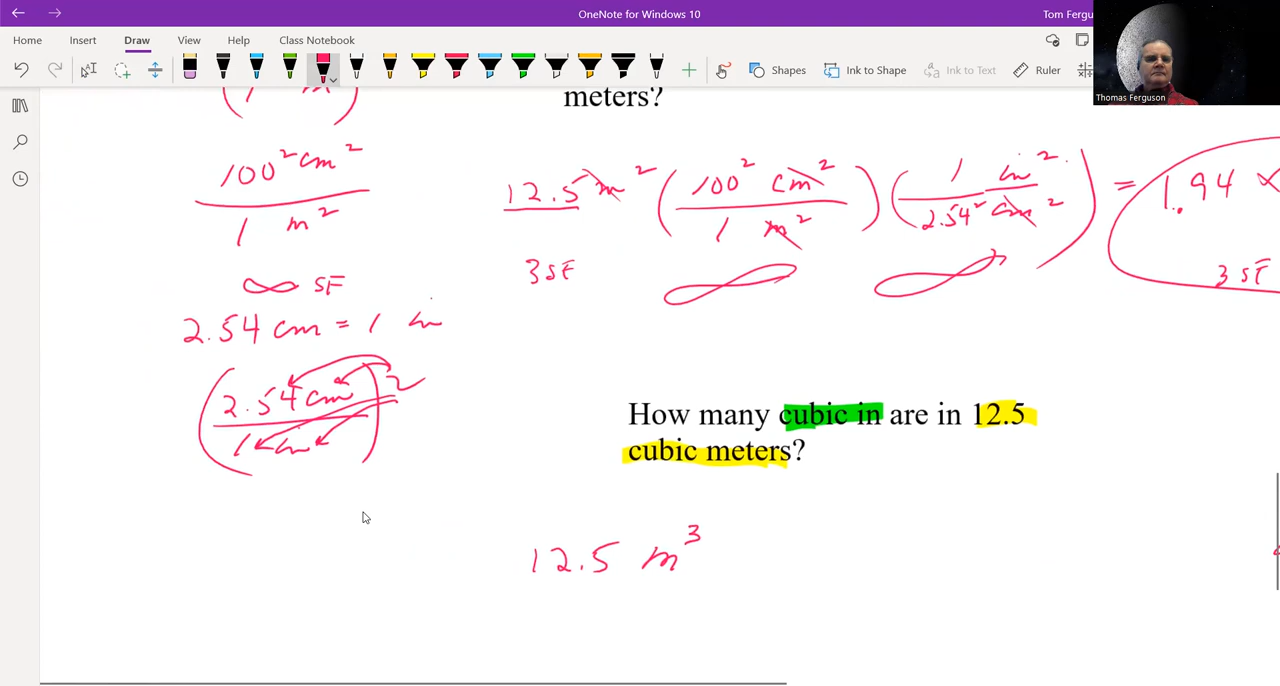 OneNote for Windows 10
Tom Fergu
Home Insert Draw View Help Class Notebook
Shapes Ink to Shape Ink to Text Ruler
Thomas Ferguson
(1 m)
meters?
100² cm²
1 m²
∞ SF
12.5 m² (100² cm² / 1 m²) (1 in² / 2.54² cm²) = 1.94 x
3 SF
3 SF
2.54 cm = 1 in
(2.54 cm / 1 in)²
How many cubic in are in 12.5
cubic meters?
12.5 m³